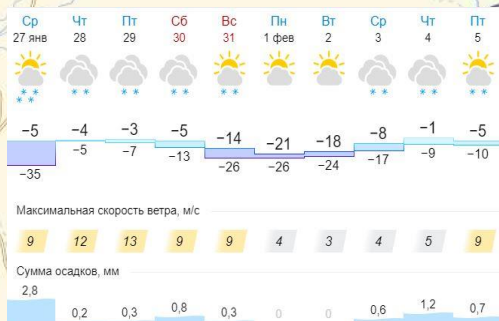 Ср Чт Пт Сб Вс Пн Вт Ср Чт Пт
27 янв 28 29 30 31 1 фев 2 3 4 5
−5 −4 −3 −5 −14 −21 −18 −8 −1 −5
−35 −5 −7 −13 −26 −26 −24 −17 −9 −10
Максимальная скорость ветра, м/с
9 12 13 9 9 4 3 4 5 9
Сумма осадков, мм
2,8 0,2 0,3 0,8 0,3 0 0 0,6 1,2 0,7